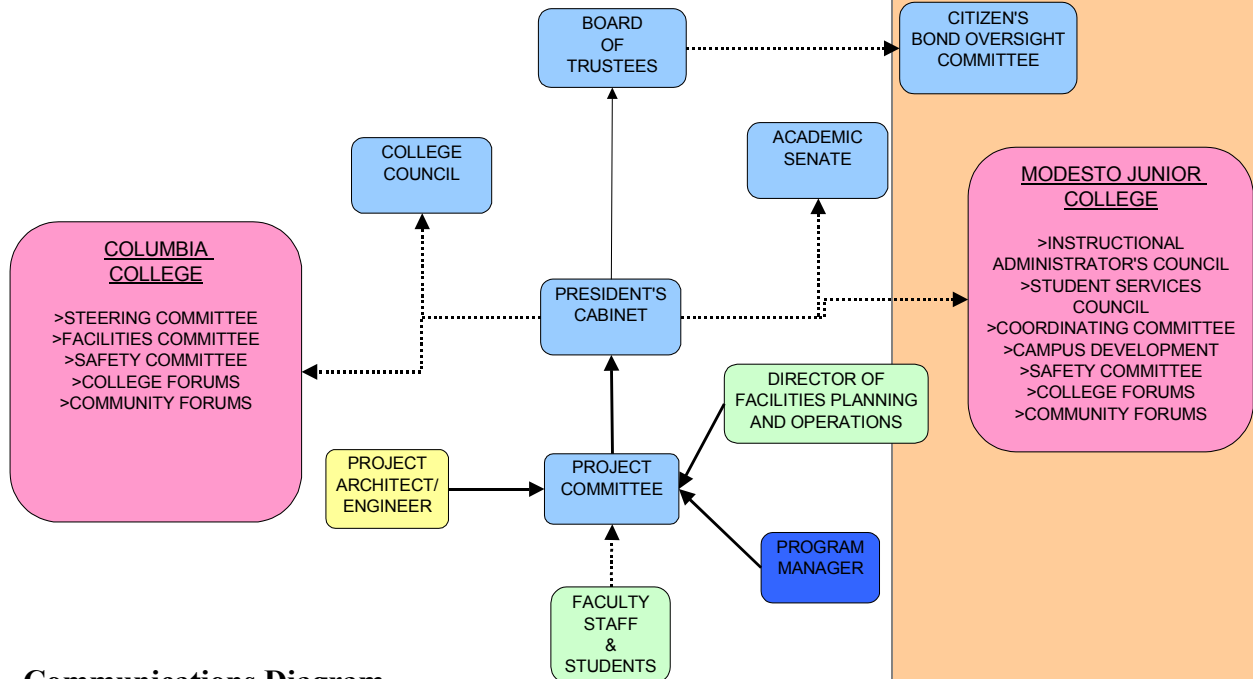 BOARD
OF
TRUSTEES
CITIZEN'S
BOND OVERSIGHT
COMMITTEE
COLLEGE
COUNCIL
ACADEMIC
SENATE
COLUMBIA
COLLEGE
>STEERING COMMITTEE
>FACILITIES COMMITTEE
>SAFETY COMMITTEE
>COLLEGE FORUMS
>COMMUNITY FORUMS
PRESIDENT'S
CABINET
MODESTO JUNIOR
COLLEGE
>INSTRUCTIONAL
ADMINISTRATOR'S COUNCIL
>STUDENT SERVICES
COUNCIL
>COORDINATING COMMITTEE
>CAMPUS DEVELOPMENT
>SAFETY COMMITTEE
>COLLEGE FORUMS
>COMMUNITY FORUMS
DIRECTOR OF
FACILITIES PLANNING
AND OPERATIONS
PROJECT
ARCHITECT/
ENGINEER
PROJECT
COMMITTEE
PROGRAM
MANAGER
FACULTY
STAFF
&
STUDENTS
Communications Diagram